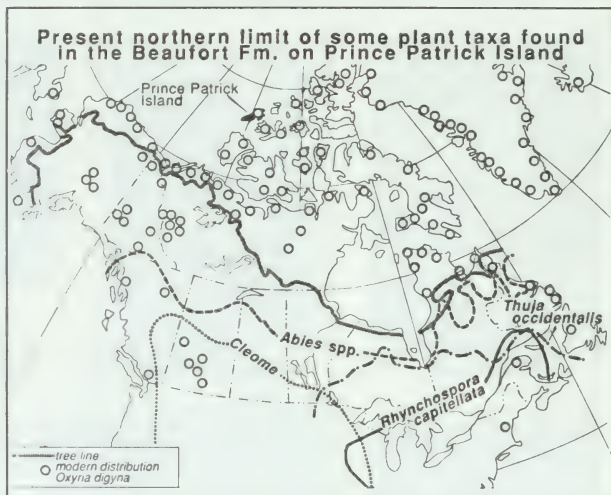 Present northern limit of some plant taxa found
in the Beaufort Fm. on Prince Patrick Island
Prince Patrick
Island
Thuja
occidentalis
Abies spp.
Cleome
Rhynchospora
capitellata
tree line
modern distribution
Oxyria digyna